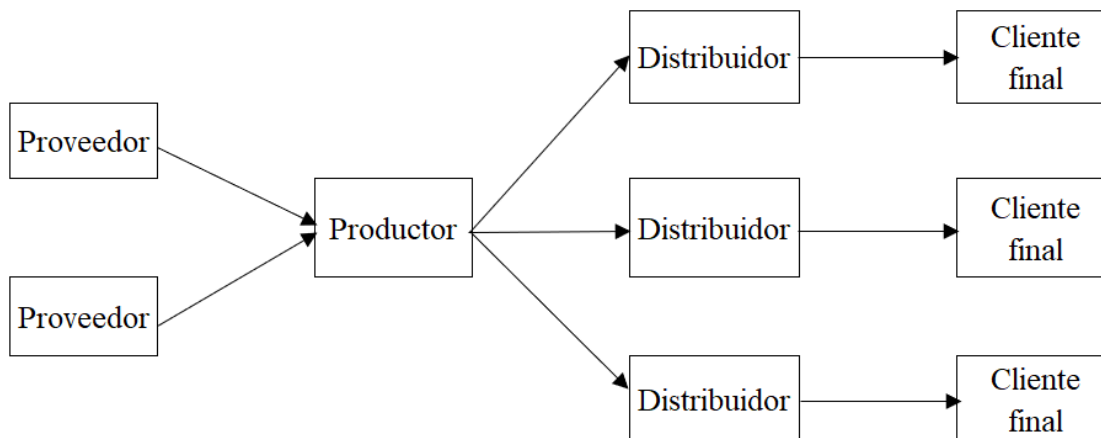 Proveedor
Proveedor
Productor
Distribuidor
Distribuidor
Distribuidor
Cliente
final
Cliente
final
Cliente
final